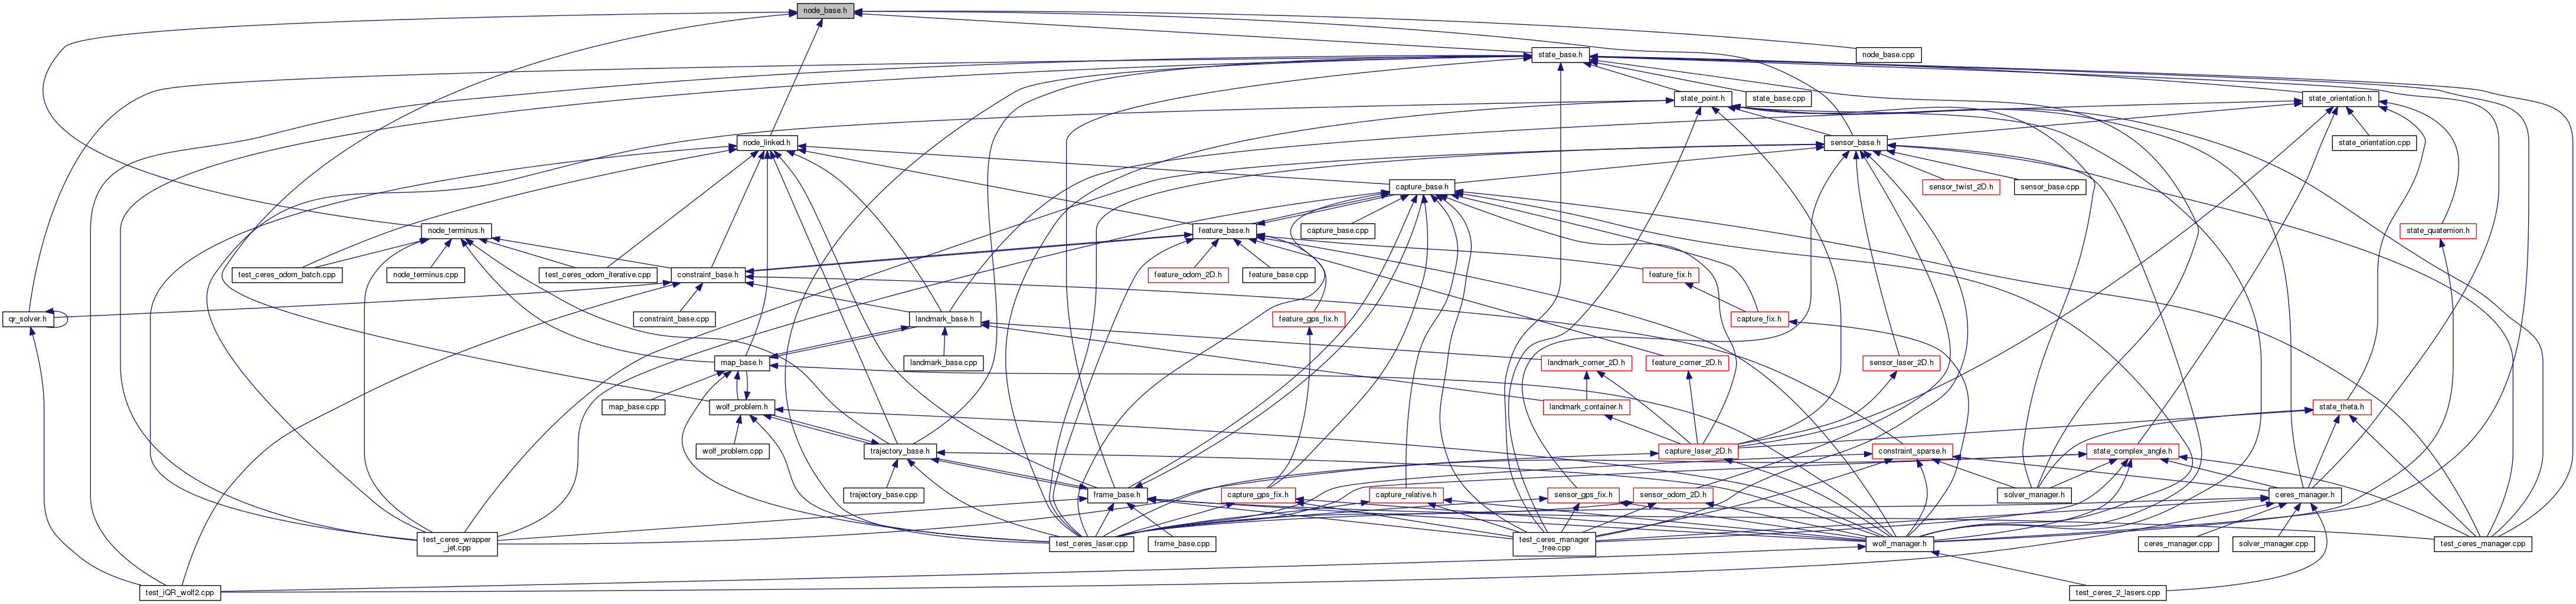 node_base.h
state_base.h
node_base.cpp
state_point.h
state_base.cpp
state_orientation.h
node_linked.h
sensor_base.h
state_orientation.cpp
capture_base.h
sensor_twist_2D.h
sensor_base.cpp
node_terminus.h
feature_base.h
capture_base.cpp
state_quaternion.h
test_ceres_odom_batch.cpp
node_terminus.cpp
test_ceres_odom_iterative.cpp
constraint_base.h
feature_odom_2D.h
feature_base.cpp
feature_fix.h
qr_solver.h
constraint_base.cpp
landmark_base.h
feature_gps_fix.h
capture_fix.h
map_base.h
landmark_base.cpp
landmark_corner_2D.h
feature_corner_2D.h
sensor_laser_2D.h
map_base.cpp
wolf_problem.h
landmark_container.h
state_theta.h
wolf_problem.cpp
trajectory_base.h
capture_laser_2D.h
constraint_sparse.h
state_complex_angle.h
trajectory_base.cpp
frame_base.h
capture_gps_fix.h
capture_relative.h
sensor_gps_fix.h
sensor_odom_2D.h
solver_manager.h
ceres_manager.h
test_ceres_wrapper
_jet.cpp
test_ceres_laser.cpp
frame_base.cpp
test_ceres_manager
_tree.cpp
wolf_manager.h
ceres_manager.cpp
solver_manager.cpp
test_ceres_manager.cpp
test_iQR_wolf2.cpp
test_ceres_2_lasers.cpp